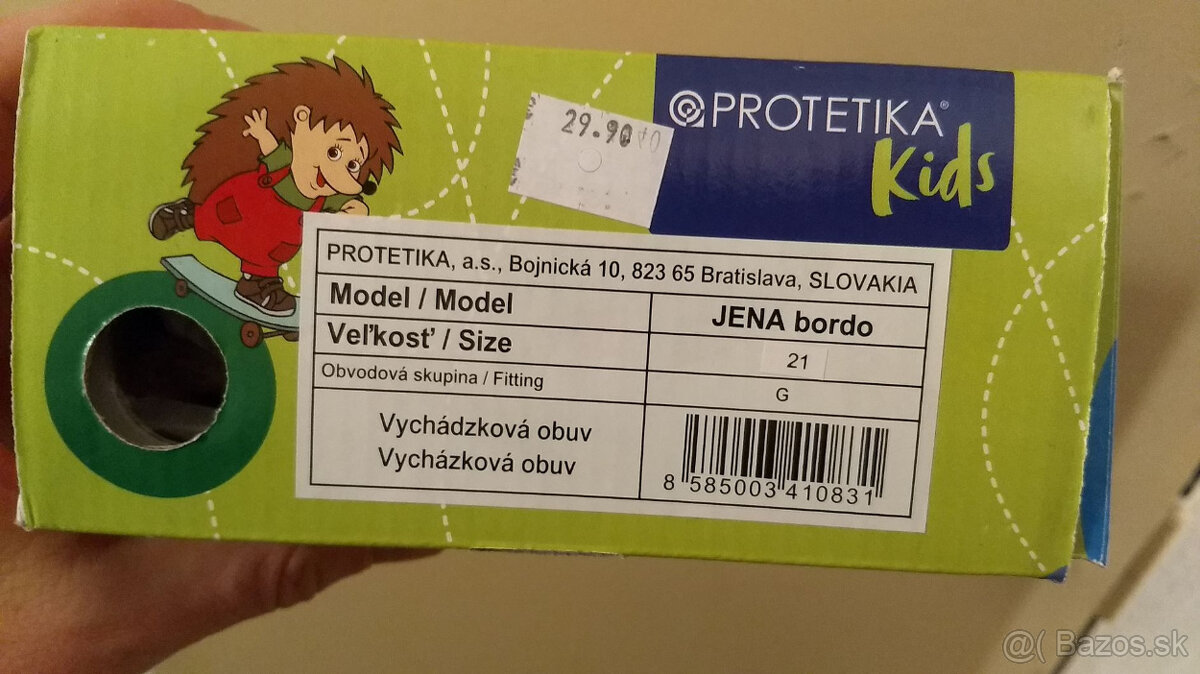 29.90
PROTETIKA®
Kids
PROTETIKA, a.s., Bojnická 10, 823 65 Bratislava, SLOVAKIA
Model / Model JENA bordo
Veľkosť / Size 21
Obvodová skupina / Fitting G
Vychádzková obuv
Vycházková obuv
8 585003 410831
@( Bazos.sk